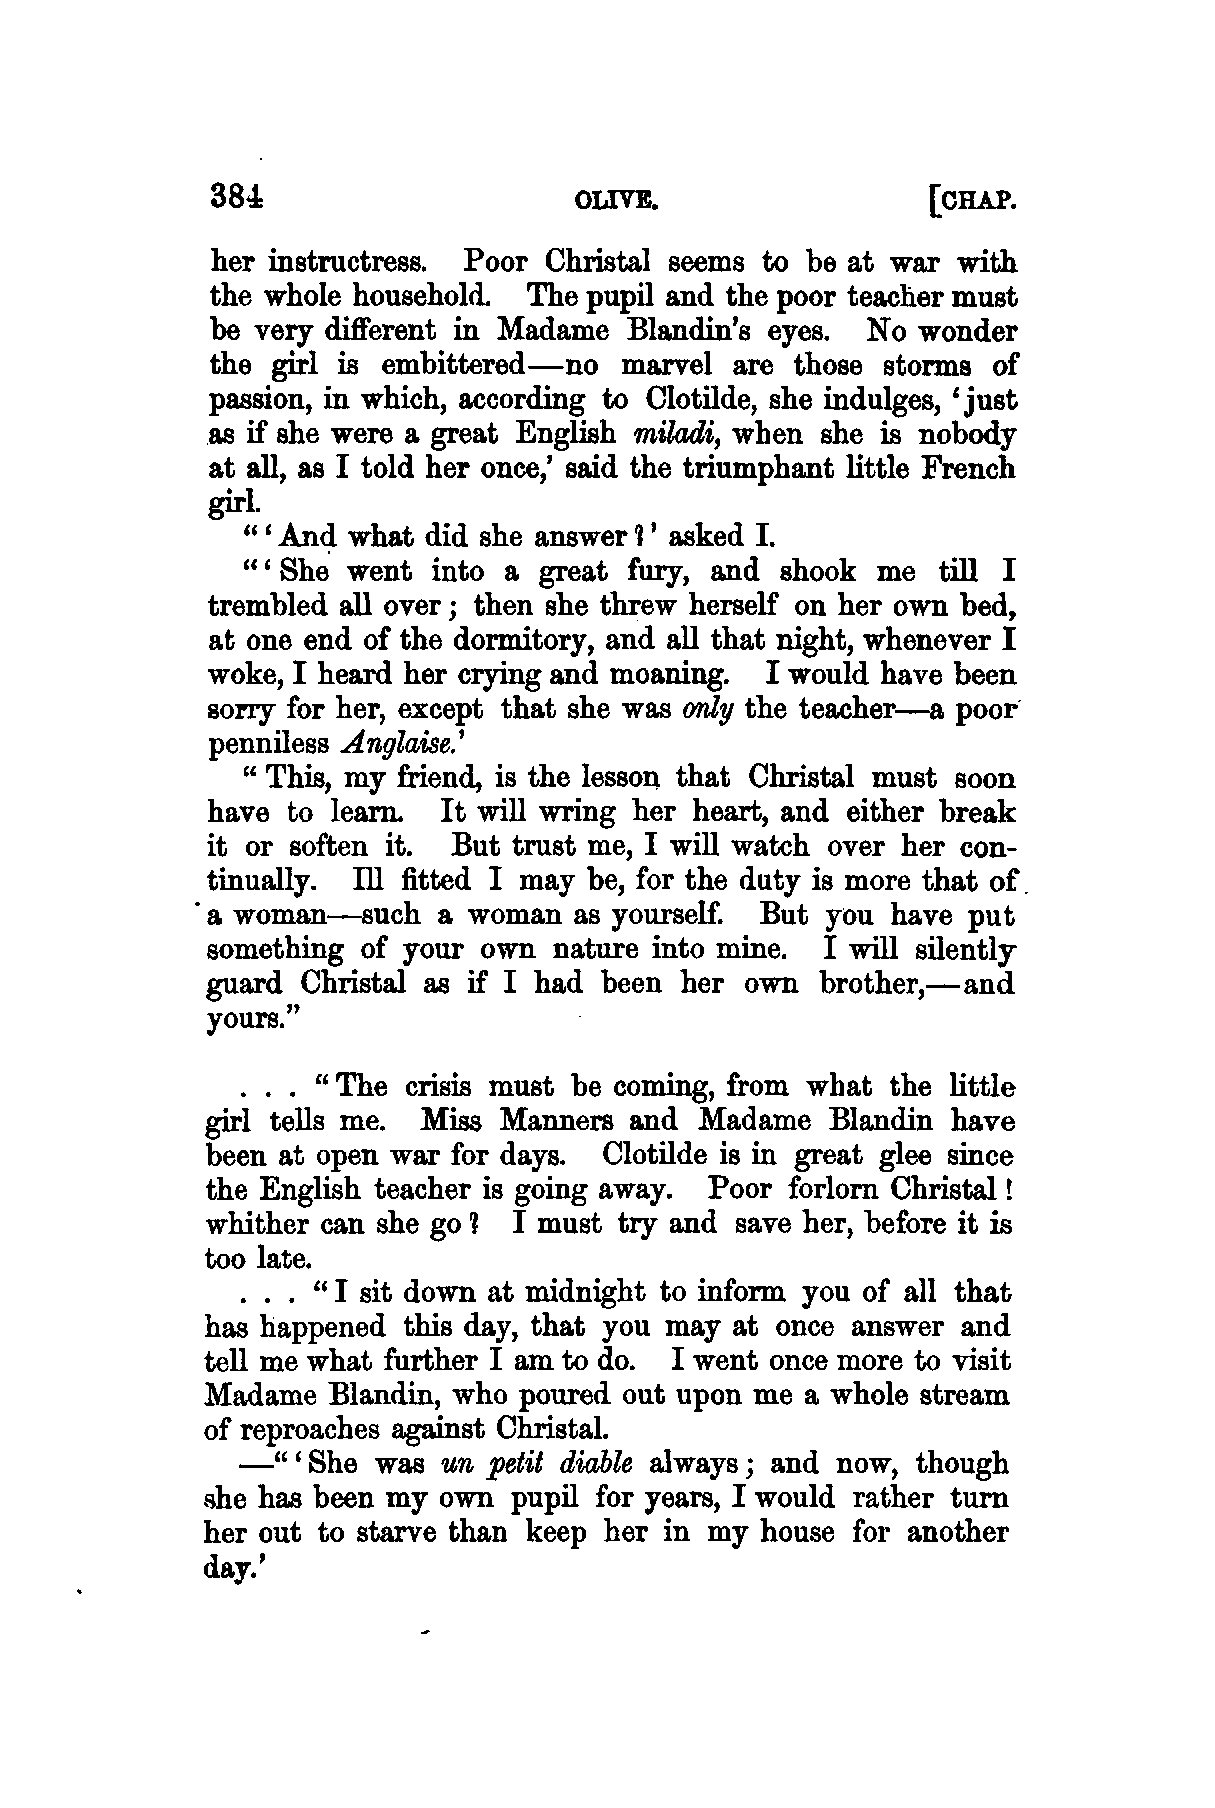 384 OLIVE. [CHAP.
her instructress. Poor Christal seems to be at war with
the whole household. The pupil and the poor teacher must
be very different in Madame Blandin's eyes. No wonder
the girl is embittered—no marvel are those storms of
passion, in which, according to Clotilde, she indulges, 'just
as if she were a great English miladi, when she is nobody
at all, as I told her once,' said the triumphant little French
girl.
"'And what did she answer?' asked I.
"'She went into a great fury, and shook me till I
trembled all over; then she threw herself on her own bed,
at one end of the dormitory, and all that night, whenever I
woke, I heard her crying and moaning. I would have been
sorry for her, except that she was only the teacher—a poor
penniless Anglaise.'
"This, my friend, is the lesson that Christal must soon
have to learn. It will wring her heart, and either break
it or soften it. But trust me, I will watch over her con-
tinually. Ill fitted I may be, for the duty is more that of
a woman—such a woman as yourself. But you have put
something of your own nature into mine. I will silently
guard Christal as if I had been her own brother,—and
yours."
. . . "The crisis must be coming, from what the little
girl tells me. Miss Manners and Madame Blandin have
been at open war for days. Clotilde is in great glee since
the English teacher is going away. Poor forlorn Christal!
whither can she go? I must try and save her, before it is
too late.
. . . "I sit down at midnight to inform you of all that
has happened this day, that you may at once answer and
tell me what further I am to do. I went once more to visit
Madame Blandin, who poured out upon me a whole stream
of reproaches against Christal.
—"'She was un petit diable always; and now, though
she has been my own pupil for years, I would rather turn
her out to starve than keep her in my house for another
day.'